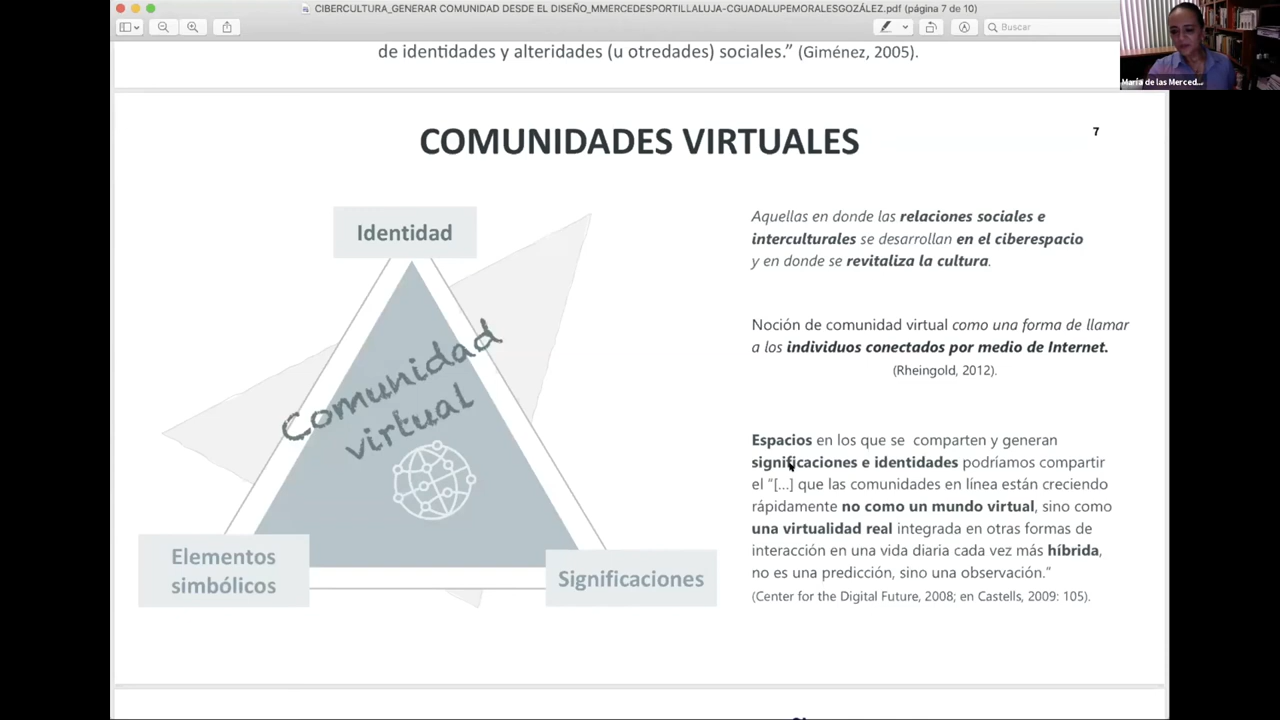 CIBERCULTURA_GENERAR COMUNIDAD DESDE EL DISEÑO_MMERCEDESPORTILLALUJA-CGUADALUPEMORALESGOZÁLEZ.pdf (página 7 de 10)
Buscar
María de las Merced...
de identidades y alteridades (u otredades) sociales.” (Giménez, 2005).
COMUNIDADES VIRTUALES
7
Identidad
Comunidad
virtual
Elementos
simbólicos
Significaciones
Aquellas en donde las relaciones sociales e
interculturales se desarrollan en el ciberespacio
y en donde se revitaliza la cultura.
Noción de comunidad virtual como una forma de llamar
a los individuos conectados por medio de Internet.
(Rheingold, 2012).
Espacios en los que se comparten y generan
significaciones e identidades podríamos compartir
el “[...] que las comunidades en línea están creciendo
rápidamente no como un mundo virtual, sino como
una virtualidad real integrada en otras formas de
interacción en una vida diaria cada vez más híbrida,
no es una predicción, sino una observación.”
(Center for the Digital Future, 2008; en Castells, 2009: 105).